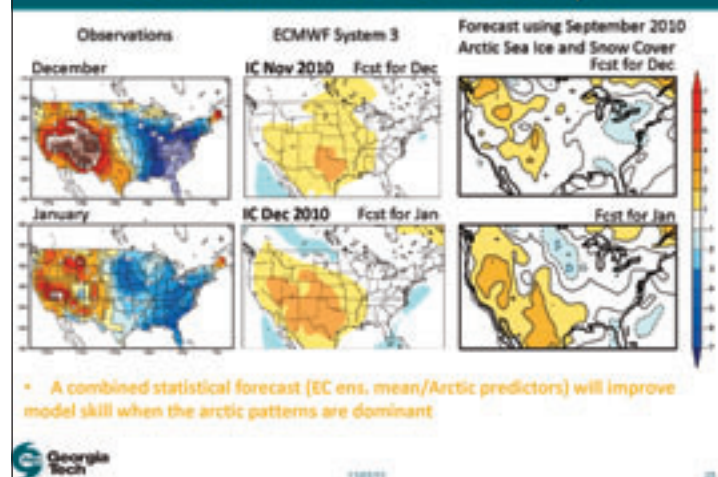 Observations
ECMWF System 3
Forecast using September 2010
Arctic Sea Ice and Snow Cover
December
IC Nov 2010 Fcst for Dec
Fcst for Dec
January
IC Dec 2010 Fcst for Jan
Fcst for Jan
• A combined statistical forecast (EC ens. mean/Arctic predictors) will improve
model skill when the arctic patterns are dominant
Georgia
Tech